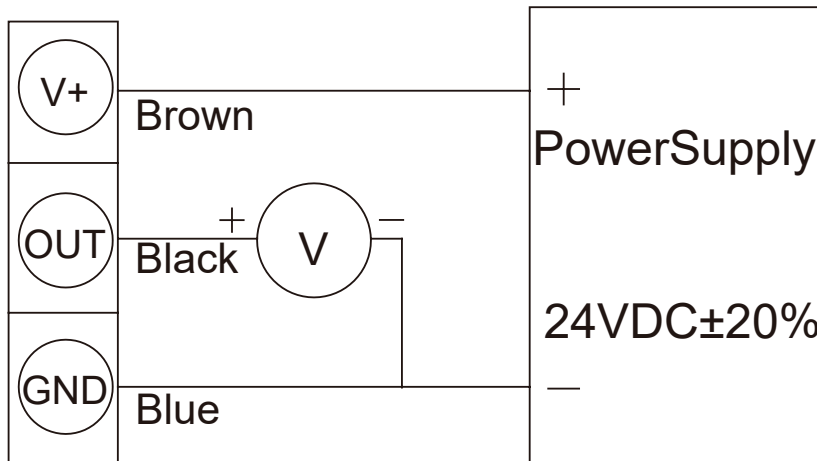 V+
+
Brown
PowerSupply
OUT
+
V
−
Black
24VDC±20%
GND
−
Blue